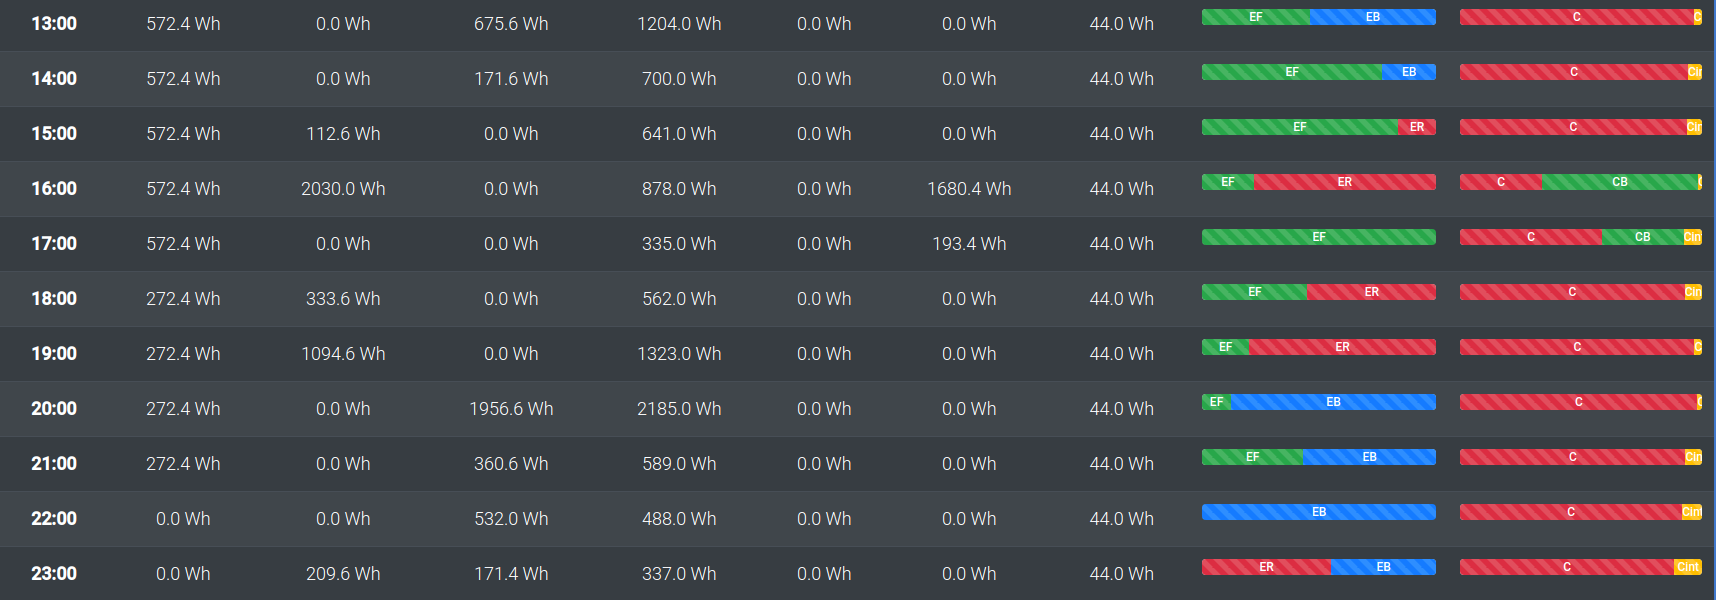 13:00 572.4 Wh 0.0 Wh 675.6 Wh 1204.0 Wh 0.0 Wh 0.0 Wh 44.0 Wh EF EB C C
14:00 572.4 Wh 0.0 Wh 171.6 Wh 700.0 Wh 0.0 Wh 0.0 Wh 44.0 Wh EF EB C Cin
15:00 572.4 Wh 112.6 Wh 0.0 Wh 641.0 Wh 0.0 Wh 0.0 Wh 44.0 Wh EF ER C Cin
16:00 572.4 Wh 2030.0 Wh 0.0 Wh 878.0 Wh 0.0 Wh 1680.4 Wh 44.0 Wh EF ER C CB
17:00 572.4 Wh 0.0 Wh 0.0 Wh 335.0 Wh 0.0 Wh 193.4 Wh 44.0 Wh EF C CB Cin
18:00 272.4 Wh 333.6 Wh 0.0 Wh 562.0 Wh 0.0 Wh 0.0 Wh 44.0 Wh EF ER C Cin
19:00 272.4 Wh 1094.6 Wh 0.0 Wh 1323.0 Wh 0.0 Wh 0.0 Wh 44.0 Wh EF ER C C
20:00 272.4 Wh 0.0 Wh 1956.6 Wh 2185.0 Wh 0.0 Wh 0.0 Wh 44.0 Wh EF EB C
21:00 272.4 Wh 0.0 Wh 360.6 Wh 589.0 Wh 0.0 Wh 0.0 Wh 44.0 Wh EF EB C Cin
22:00 0.0 Wh 0.0 Wh 532.0 Wh 488.0 Wh 0.0 Wh 0.0 Wh 44.0 Wh EB C Cint
23:00 0.0 Wh 209.6 Wh 171.4 Wh 337.0 Wh 0.0 Wh 0.0 Wh 44.0 Wh ER EB C Cint